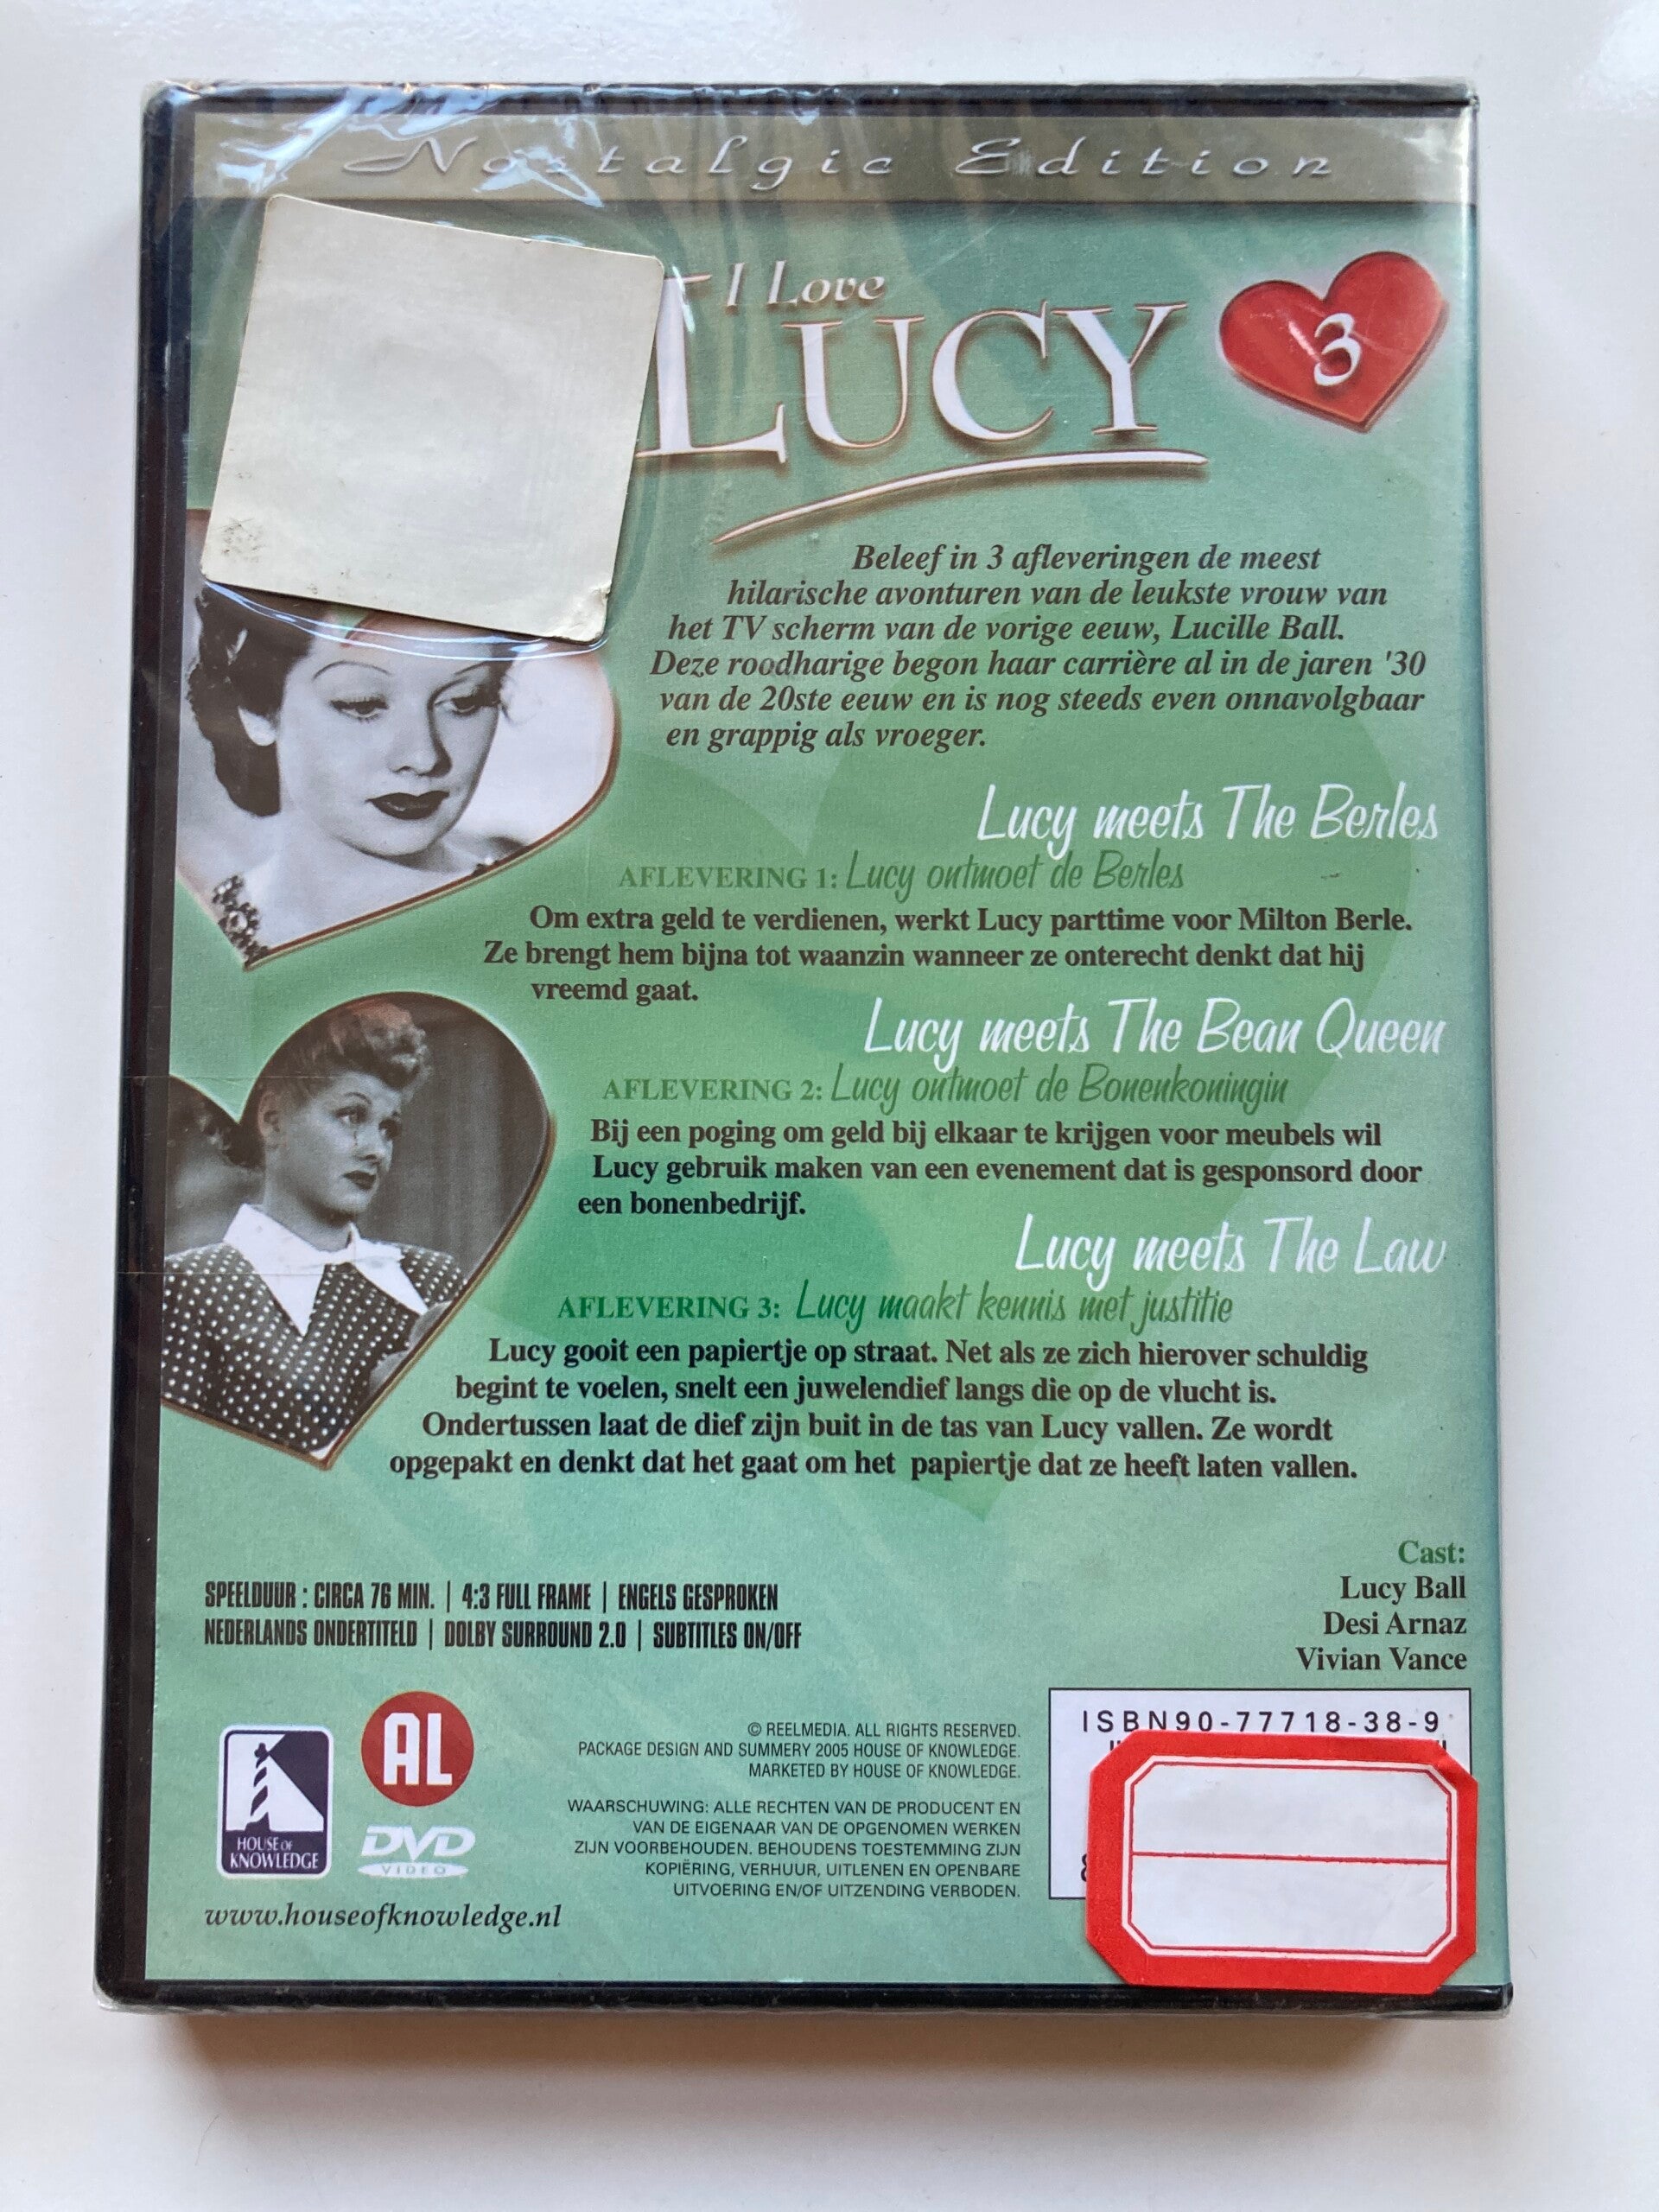 Nostalgic Edition
I Love
LUCY
3
Beleef in 3 afleveringen de meest
hilarische avonturen van de leukste vrouw van
het TV scherm van de vorige eeuw, Lucille Ball.
Deze roodharige begon haar carrière al in de jaren '30
van de 20ste eeuw en is nog steeds even onnavolgbaar
en grappig als vroeger.
Lucy meets The Berles
AFLEVERING 1: Lucy ontmoet de Berles
Om extra geld te verdienen, werkt Lucy parttime voor Milton Berle.
Ze brengt hem bijna tot waanzin wanneer ze onterecht denkt dat hij
vreemd gaat.
Lucy meets The Bean Queen
AFLEVERING 2: Lucy ontmoet de Bonenkoningin
Bij een poging om geld bij elkaar te krijgen voor meubels wil
Lucy gebruik maken van een evenement dat is gesponsord door
een bonenbedrijf.
Lucy meets The Law
AFLEVERING 3: Lucy maakt kennis met justitie
Lucy gooit een papiertje op straat. Net als ze zich hierover schuldig
begint te voelen, snelt een juwelendief langs die op de vlucht is.
Ondertussen laat de dief zijn buit in de tas van Lucy vallen. Ze wordt
opgepakt en denkt dat het gaat om het papiertje dat ze heeft laten vallen.
Cast:
Lucy Ball
Desi Arnaz
Vivian Vance
SPEELDUUR : CIRCA 76 MIN. | 4:3 FULL FRAME | ENGELS GESPROKEN
NEDERLANDS ONDERTITELD | DOLBY SURROUND 2.0 | SUBTITLES ON/OFF
HOUSE OF
KNOWLEDGE
AL
DVD
VIDEO
www.houseofknowledge.nl
© REELMEDIA. ALL RIGHTS RESERVED.
PACKAGE DESIGN AND SUMMERY 2005 HOUSE OF KNOWLEDGE.
MARKETED BY HOUSE OF KNOWLEDGE.
WAARSCHUWING: ALLE RECHTEN VAN DE PRODUCENT EN
VAN DE EIGENAAR VAN DE OPGENOMEN WERKEN
ZIJN VOORBEHOUDEN. BEHOUDENS TOESTEMMING ZIJN
KOPIËRING, VERHUUR, UITLENEN EN OPENBARE
UITVOERING EN/OF UITZENDING VERBODEN.
ISBN 90-77718-38-9